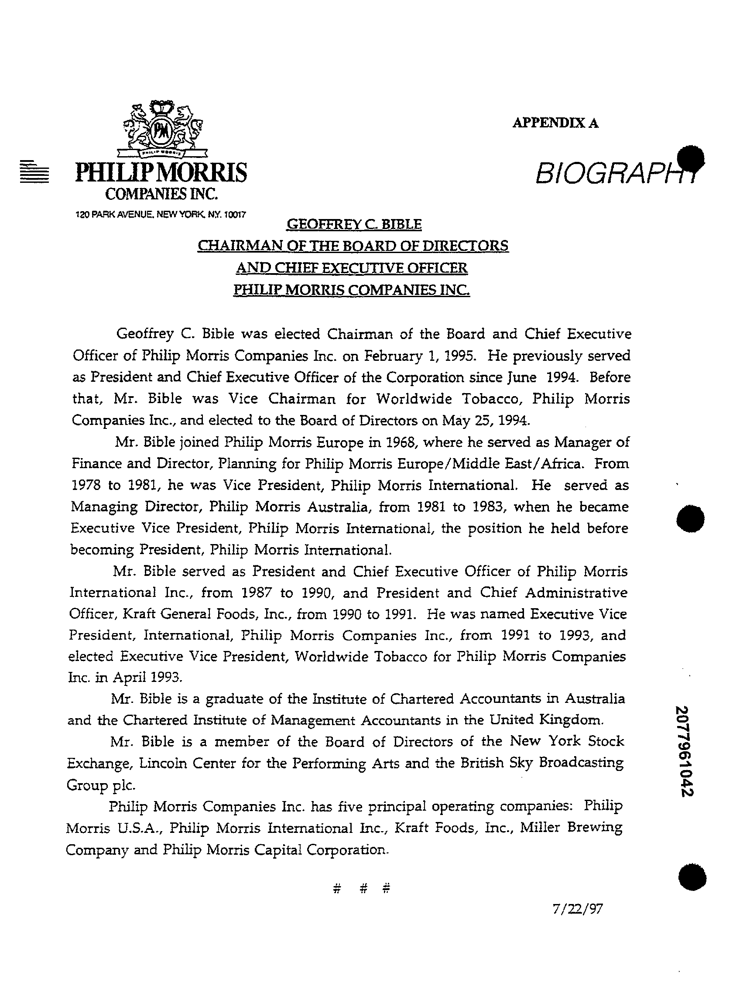 APPENDIX A
PM
PHILIP MORRIS
PHILIP MORRIS
COMPANIES INC.
120 PARK AVENUE, NEW YORK, N.Y. 10017
BIOGRAPHY
GEOFFREY C. BIBLE
CHAIRMAN OF THE BOARD OF DIRECTORS
AND CHIEF EXECUTIVE OFFICER
PHILIP MORRIS COMPANIES INC.
Geoffrey C. Bible was elected Chairman of the Board and Chief Executive
Officer of Philip Morris Companies Inc. on February 1, 1995. He previously served
as President and Chief Executive Officer of the Corporation since June 1994. Before
that, Mr. Bible was Vice Chairman for Worldwide Tobacco, Philip Morris
Companies Inc., and elected to the Board of Directors on May 25, 1994.
Mr. Bible joined Philip Morris Europe in 1968, where he served as Manager of
Finance and Director, Planning for Philip Morris Europe/Middle East/Africa. From
1978 to 1981, he was Vice President, Philip Morris International. He served as
Managing Director, Philip Morris Australia, from 1981 to 1983, when he became
Executive Vice President, Philip Morris International, the position he held before
becoming President, Philip Morris International.
Mr. Bible served as President and Chief Executive Officer of Philip Morris
International Inc., from 1987 to 1990, and President and Chief Administrative
Officer, Kraft General Foods, Inc., from 1990 to 1991. He was named Executive Vice
President, International, Philip Morris Companies Inc., from 1991 to 1993, and
elected Executive Vice President, Worldwide Tobacco for Philip Morris Companies
Inc. in April 1993.
Mr. Bible is a graduate of the Institute of Chartered Accountants in Australia
and the Chartered Institute of Management Accountants in the United Kingdom.
Mr. Bible is a member of the Board of Directors of the New York Stock
Exchange, Lincoln Center for the Performing Arts and the British Sky Broadcasting
Group plc.
Philip Morris Companies Inc. has five principal operating companies: Philip
Morris U.S.A., Philip Morris International Inc., Kraft Foods, Inc., Miller Brewing
Company and Philip Morris Capital Corporation.
# # #
7/22/97
2077961042